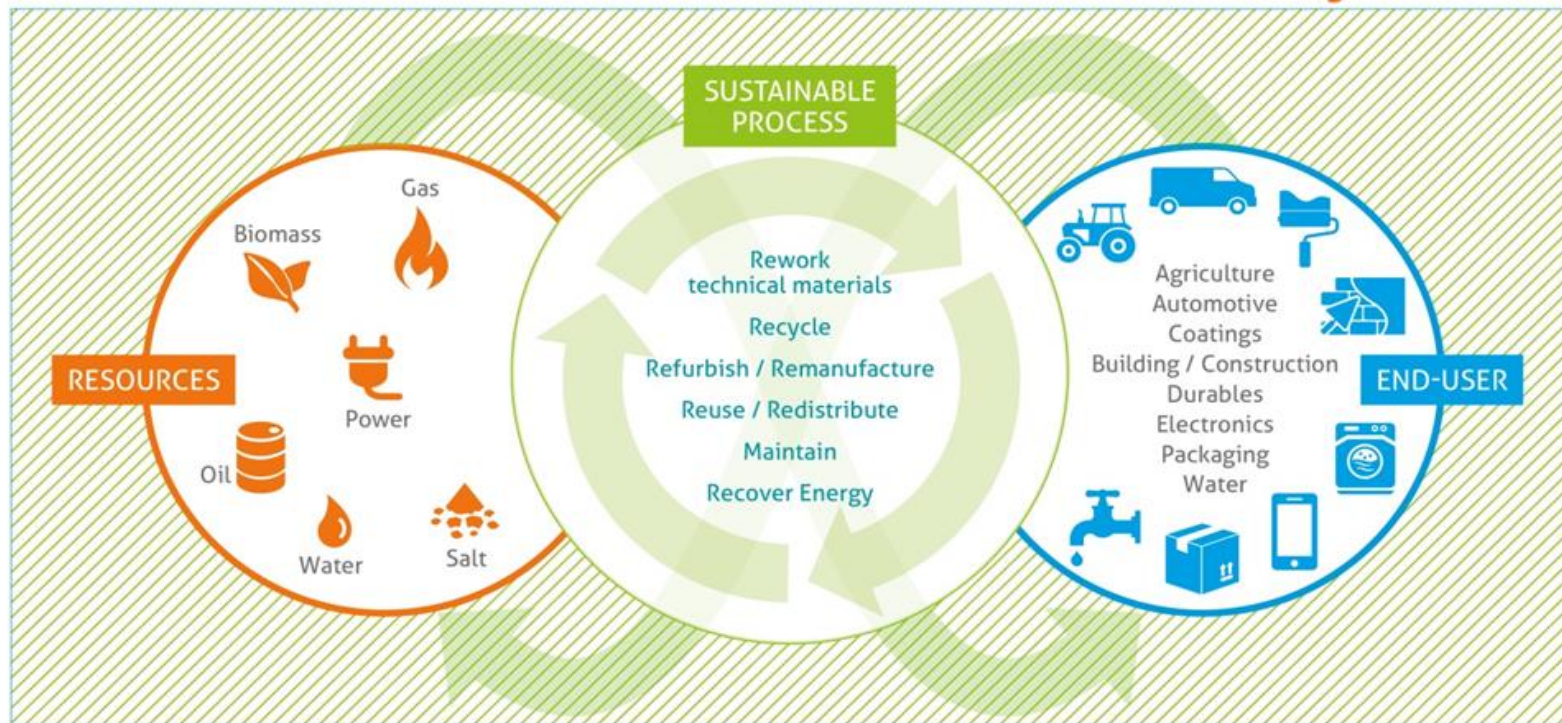 SUSTAINABLE
PROCESS
Gas
Biomass
RESOURCES
Power
Oil
Water
Salt
Rework
technical materials
Recycle
Refurbish / Remanufacture
Reuse / Redistribute
Maintain
Recover Energy
Agriculture
Automotive
Coatings
Building / Construction
Durables
Electronics
Packaging
Water
END-USER